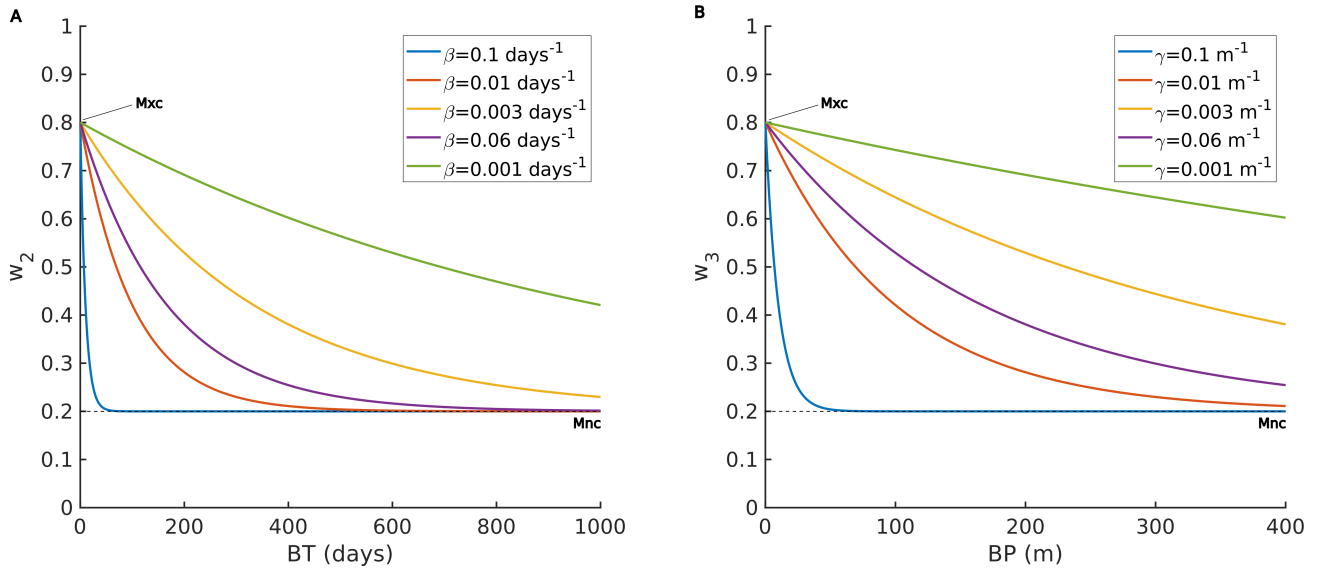 A
1
0.9
0.8
0.7
0.6
0.5
0.4
0.3
0.2
0.1
0
w2
Mxc
β=0.1 days-1
β=0.01 days-1
β=0.003 days-1
β=0.06 days-1
β=0.001 days-1
Mnc
0 200 400 600 800 1000
BT (days)
B
1
0.9
0.8
0.7
0.6
0.5
0.4
0.3
0.2
0.1
0
w3
Mxc
γ=0.1 m-1
γ=0.01 m-1
γ=0.003 m-1
γ=0.06 m-1
γ=0.001 m-1
Mnc
0 100 200 300 400
BP (m)